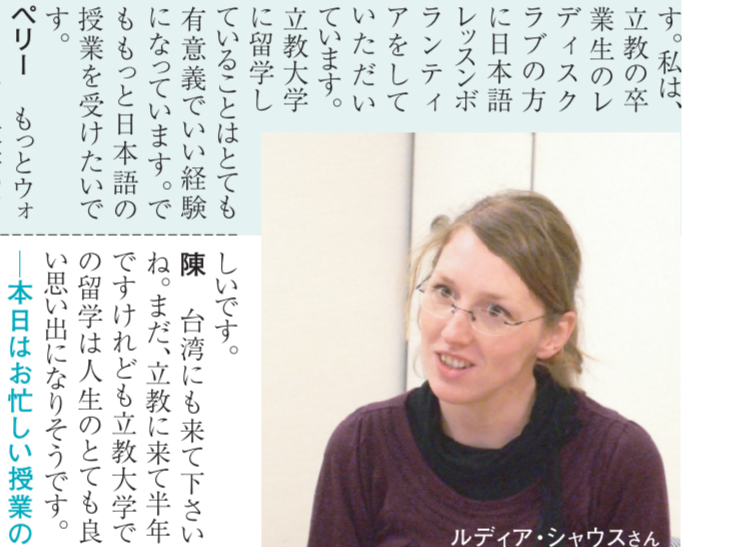 す。私は、
立教の卒
業生のレ
ディスク
ラブの方
に日本語
レッスンボ
ランティ
アをして
いただい
ています。
立教大学
に留学し
ていることはとても
有意義でいい経験
になっています。で
ももっと日本語の
授業を受けたいで
す。
ペリー　もっとウォ
しいです。
陳　台湾にも来て下さい
ね。まだ、立教に来て半年
ですけれども立教大学で
の留学は人生のとても良
い思い出になりそうです。
―本日はお忙しい授業の
ルディア・シャウスさん